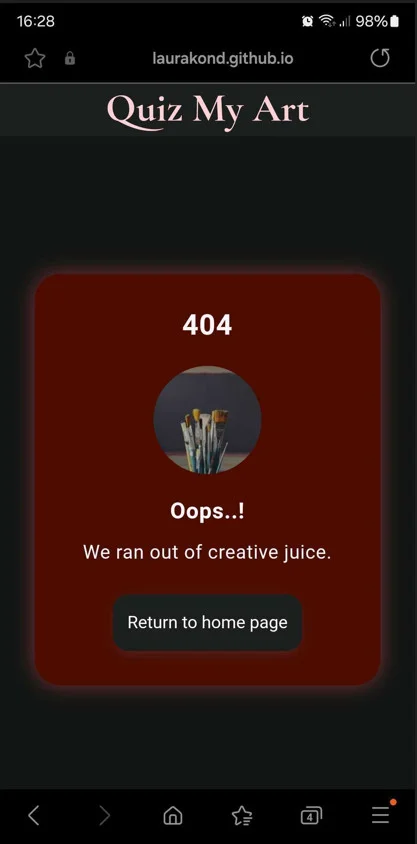 16:28 98%
laurakond.github.io
Quiz My Art
404
Oops..!
We ran out of creative juice.
Return to home page
4